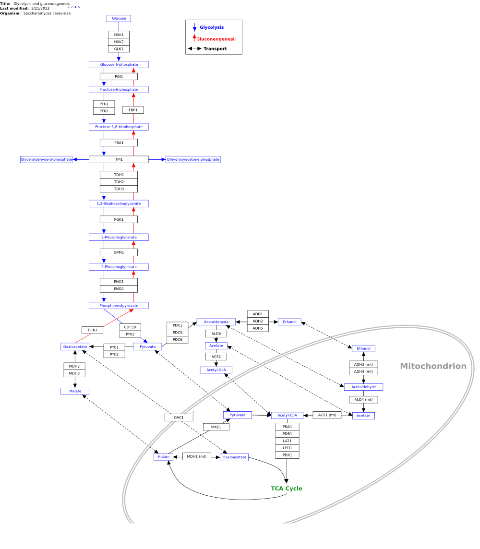 Title: Glycolysis and gluconeogenesis
Last modified: 2/21/2013
Organism: Saccharomyces cerevisiae
Glucose
Glycolysis
Gluconeogenesis
Transport
HXK1
HXK2
GLK1
Glucose-6-phosphate
PGI1
Fructose-6-phosphate
PFK1
PFK2
FBP1
Fructose-1,6-bisphosphate
FBA1
Glyceraldehyde-3-phosphate
TPI1
Dihydroxyacetone phosphate
TDH1
TDH2
TDH3
1,3-Bisphosphoglycerate
PGK1
3-Phosphoglycerate
GPM1
2-Phosphoglycerate
ENO1
ENO2
Phosphoenolpyruvate
PCK1
CDC19
PYK2
PDC1
PDC5
PDC6
Acetaldehyde
ADH1
ADH2
ADH5
Ethanol
ALD6
Oxaloacetate
PYC1
PYC2
Pyruvate
Acetate
ACS2
Ethanol
MDH2
MDH3
Acetyl-CoA
ADH3 (mt)
ADH4 (mt)
Mitochondrion
Acetaldehyde
Malate
ALD4 (mt)
OAC1
Pyruvate
Acetyl-CoA
ACS1 (mt)
Acetate
MAE1
PDA1
PDB1
LAT1
LPD1
PDX1
Malate
MDH1 (mt)
Oxaloacetate
TCA Cycle